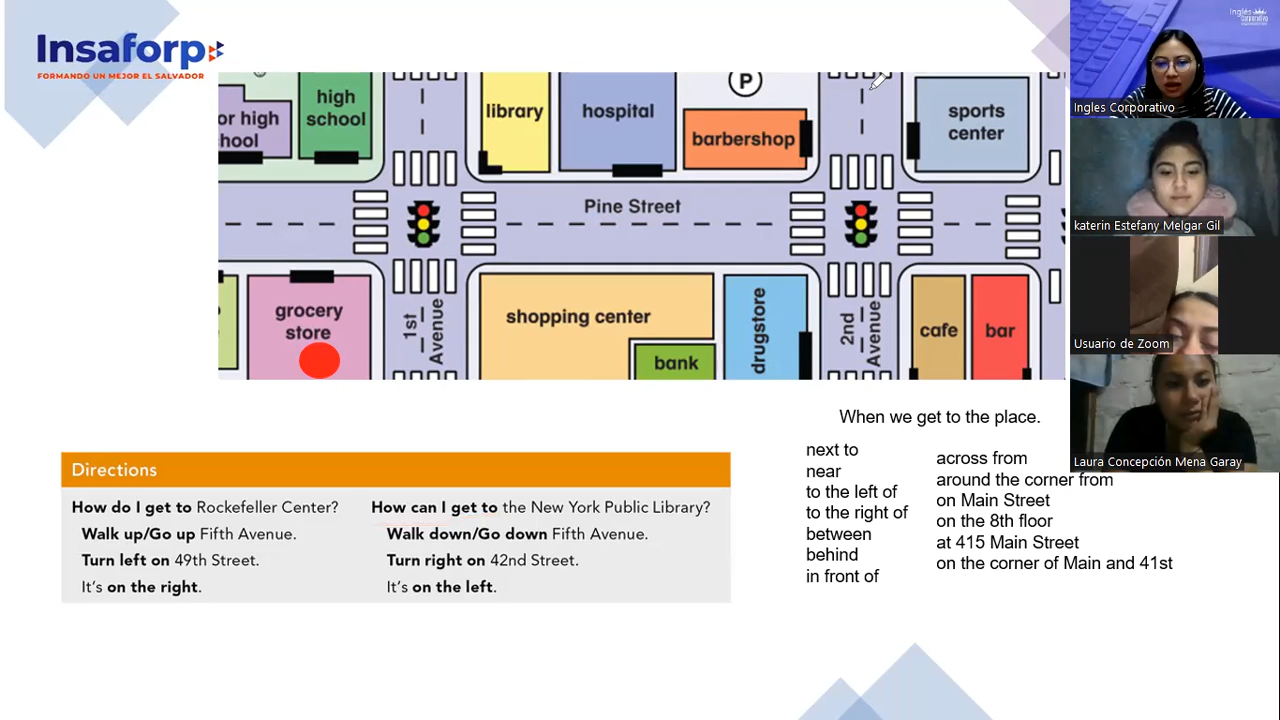 Insaforp
FORMANDO UN MEJOR EL SALVADOR
or high
hool
high
school
library
hospital
P
barbershop
sports
center
Pine Street
grocery
store
1st
Avenue
shopping center
bank
drugstore
2nd
Avenue
cafe
bar
Directions
How do I get to Rockefeller Center?
Walk up/Go up Fifth Avenue.
Turn left on 49th Street.
It's on the right.
How can I get to the New York Public Library?
Walk down/Go down Fifth Avenue.
Turn right on 42nd Street.
It's on the left.
When we get to the place.
next to
near
to the left of
to the right of
between
behind
in front of
across from
around the corner from
on Main Street
on the 8th floor
at 415 Main Street
on the corner of Main and 41st
Inglés
Corporativo
Ingles Corporativo
katerin Estefany Melgar Gil
Usuario de Zoom
Laura Concepción Mena Garay